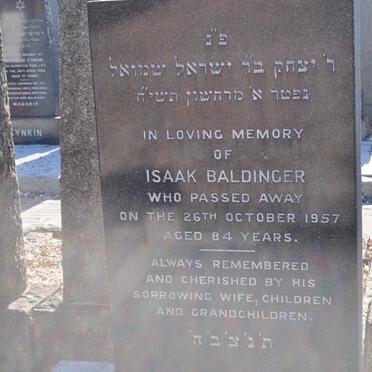 פ"נ
ר' יצחק ב"ר ישראל שמואל
נפטר א' מרחשון תשי"ח
IN LOVING MEMORY
OF
ISAAK BALDINGER
WHO PASSED AWAY
ON THE 26TH OCTOBER 1957
AGED 84 YEARS.
ALWAYS REMEMBERED
AND CHERISHED BY HIS
SORROWING WIFE, CHILDREN
AND GRANDCHILDREN.
ת'נ'צ'ב'ה'
YNKIN